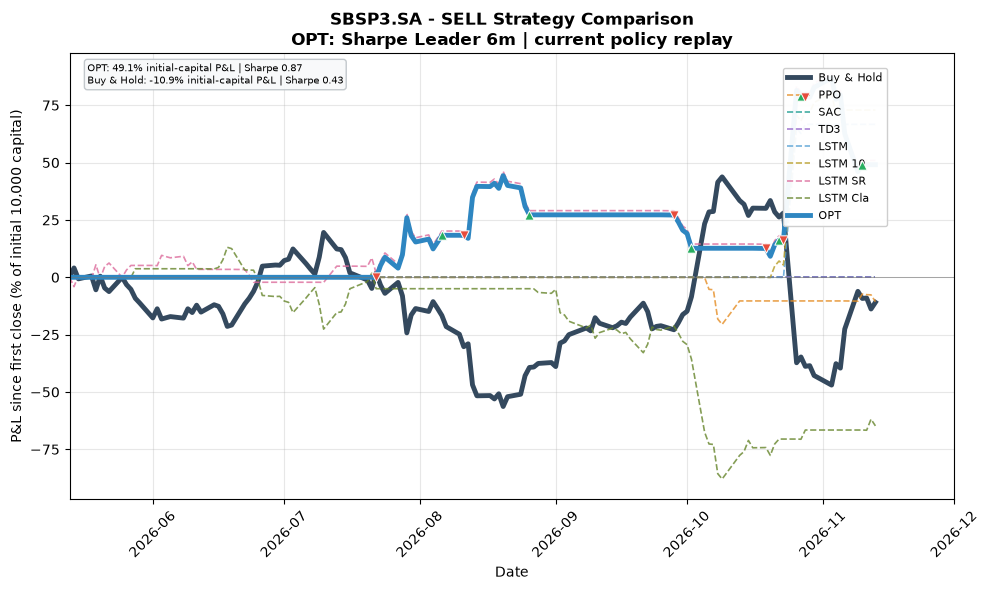 SBSP3.SA - SELL Strategy Comparison
OPT: Sharpe Leader 6m | current policy replay
OPT: 49.1% initial-capital P&L | Sharpe 0.87
Buy & Hold: -10.9% initial-capital P&L | Sharpe 0.43
Buy & Hold
PPO
SAC
TD3
LSTM
LSTM 10
LSTM SR
LSTM Cla
OPT
P&L since first close (% of initial 10,000 capital)
75
50
25
0
−25
−50
−75
2026-06
2026-07
2026-08
2026-09
2026-10
2026-11
2026-12
Date